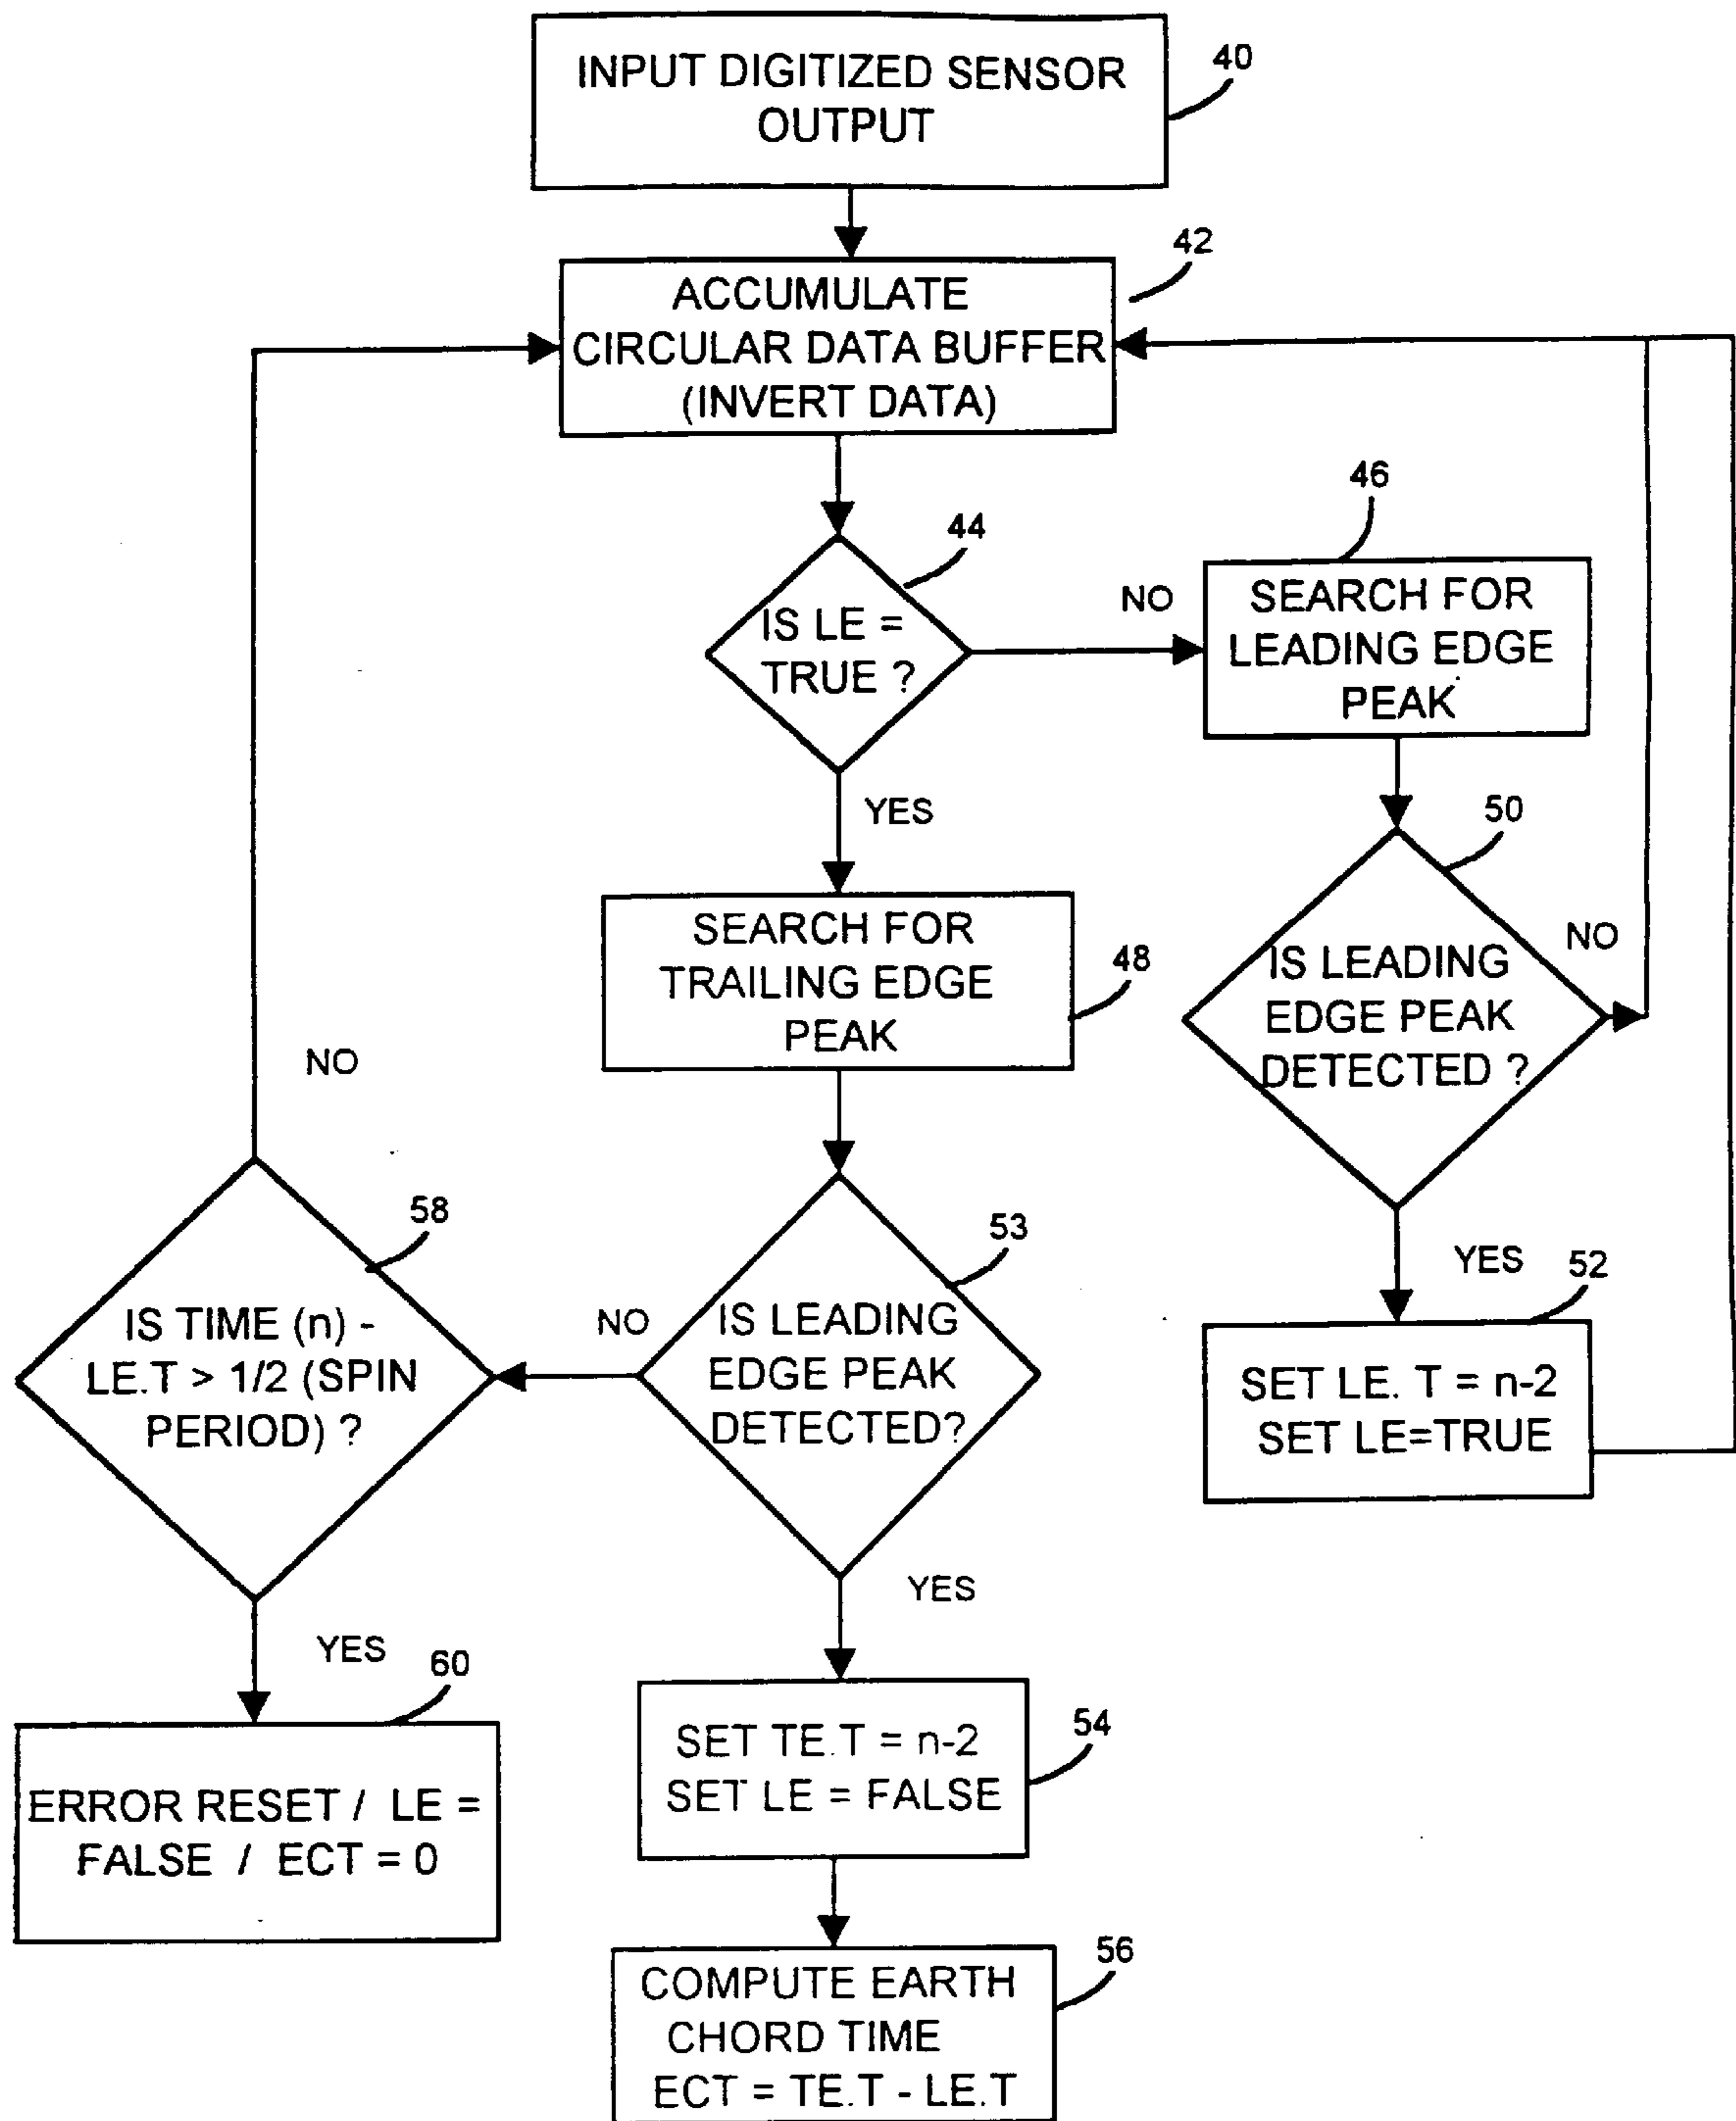 INPUT DIGITIZED SENSOR
OUTPUT
40
ACCUMULATE
CIRCULAR DATA BUFFER
(INVERT DATA)
42
IS LE =
TRUE ?
44
NO
YES
SEARCH FOR
LEADING EDGE
PEAK
46
SEARCH FOR
TRAILING EDGE
PEAK
48
IS LEADING
EDGE PEAK
DETECTED ?
50
NO
YES
SET LE. T = n-2
SET LE=TRUE
52
IS LEADING
EDGE PEAK
DETECTED?
53
NO
YES
IS TIME (n) -
LE.T > 1/2 (SPIN
PERIOD) ?
58
NO
YES
ERROR RESET / LE =
FALSE / ECT = 0
60
SET TE.T = n-2
SET LE = FALSE
54
COMPUTE EARTH
CHORD TIME
ECT = TE.T - LE.T
56